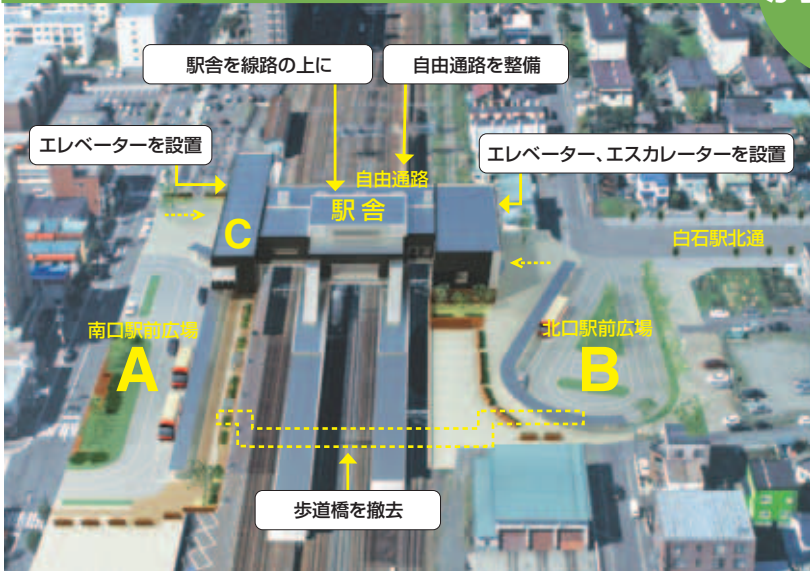 駅舎を線路の上に
自由通路を整備
エレベーターを設置
エレベーター、エスカレーターを設置
自由通路
駅舎
C
白石駅北通
南口駅前広場
A
北口駅前広場
B
歩道橋を撤去